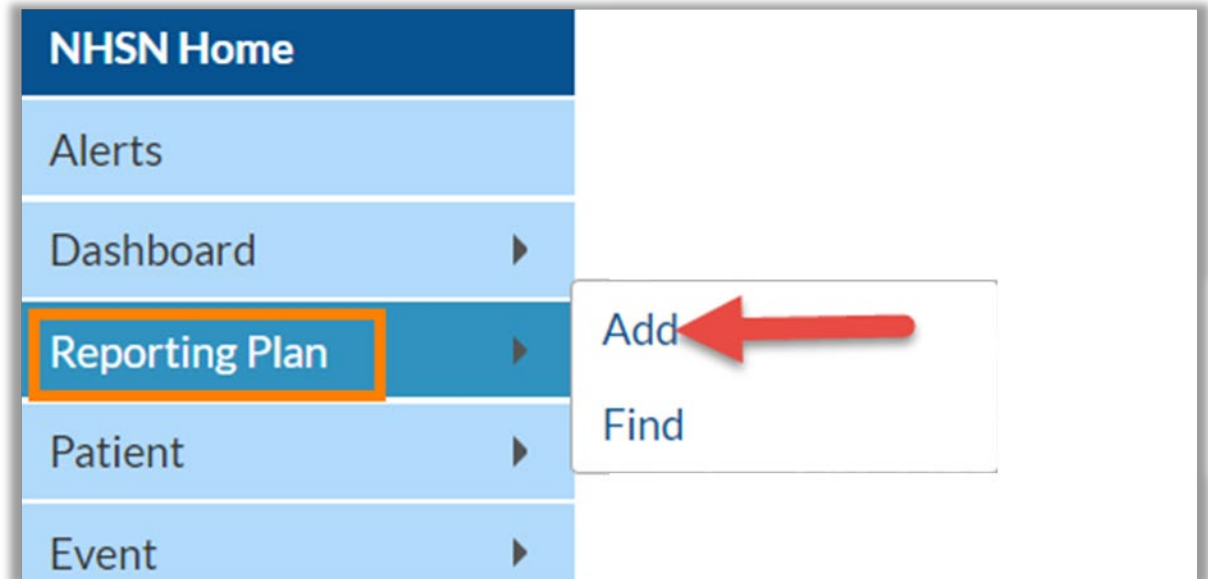 NHSN Home
Alerts
Dashboard
Reporting Plan
Add
Find
Patient
Event